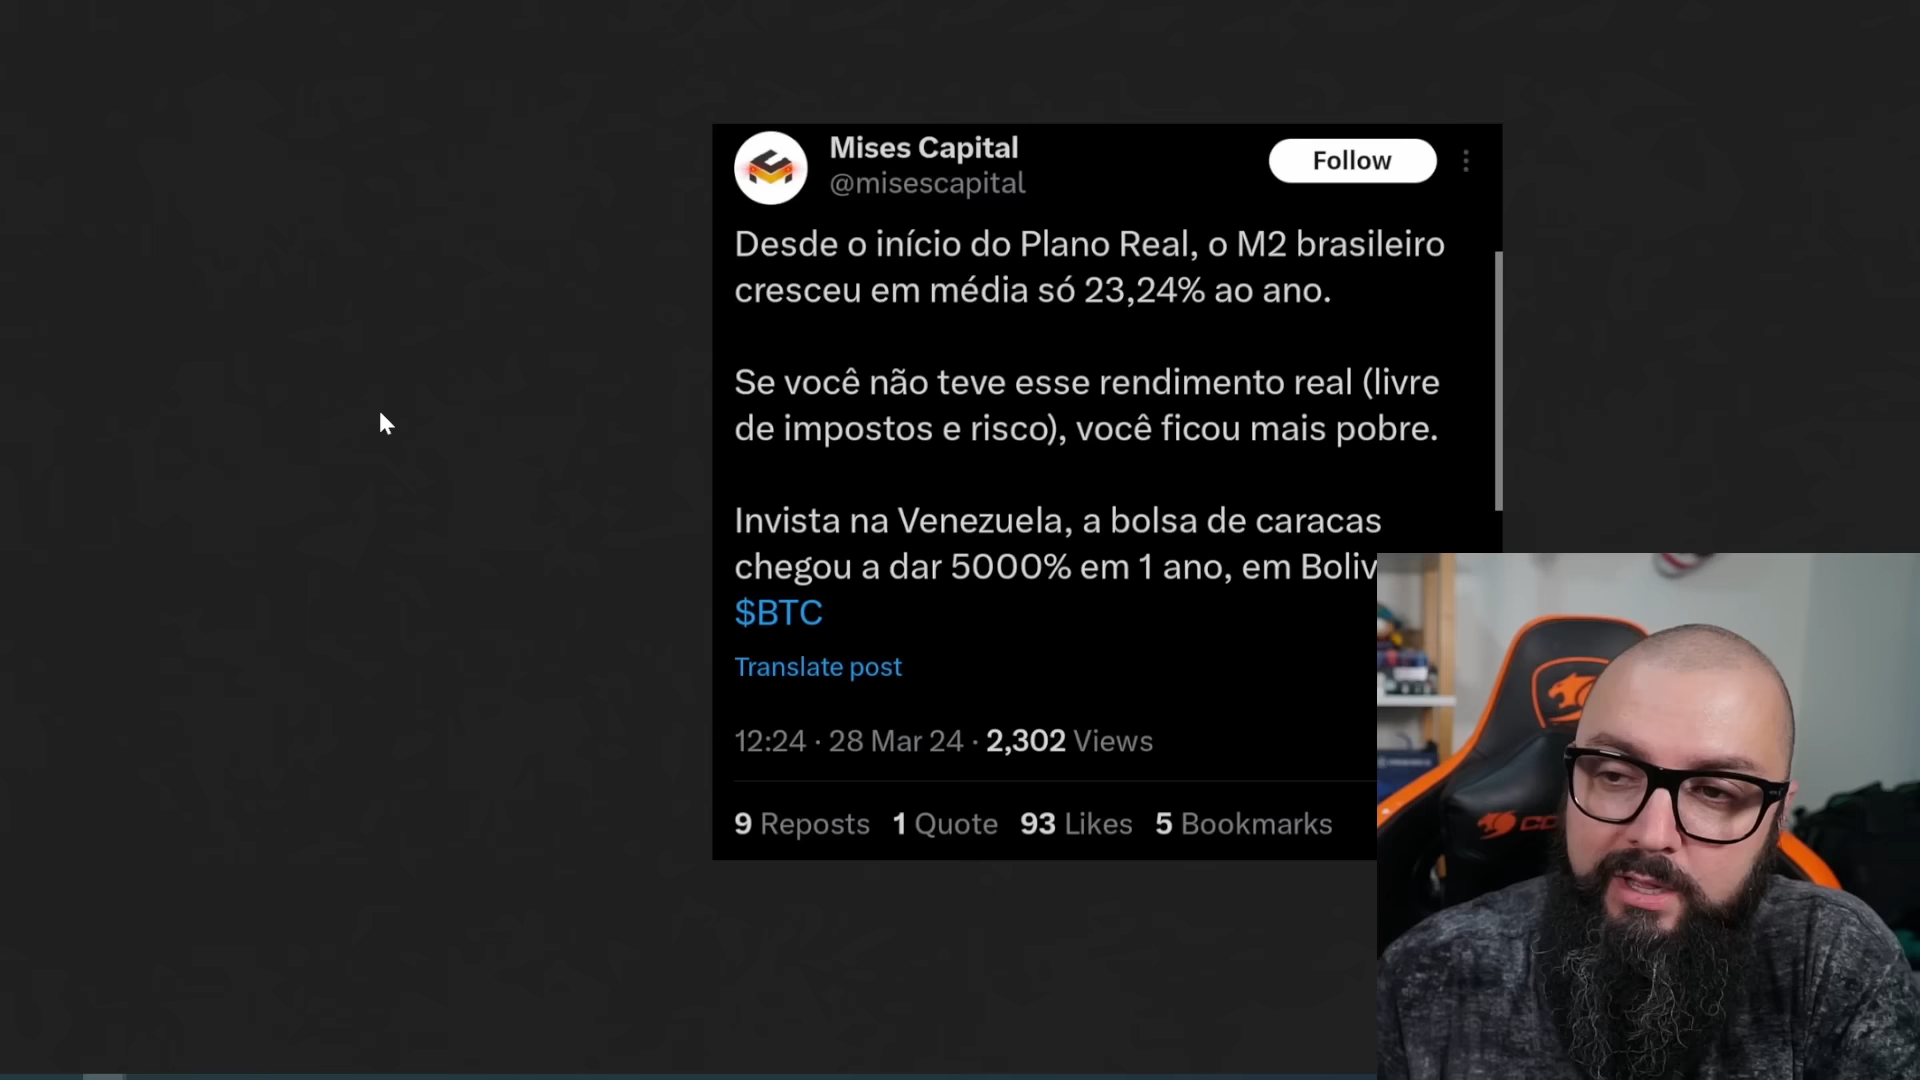 Mises Capital
@misescapital
Follow
Desde o início do Plano Real, o M2 brasileiro
cresceu em média só 23,24% ao ano.
Se você não teve esse rendimento real (livre
de impostos e risco), você ficou mais pobre.
Invista na Venezuela, a bolsa de caracas
chegou a dar 5000% em 1 ano, em Boliv
$BTC
Translate post
12:24 · 28 Mar 24 · 2,302 Views
9 Reposts 1 Quote 93 Likes 5 Bookmarks